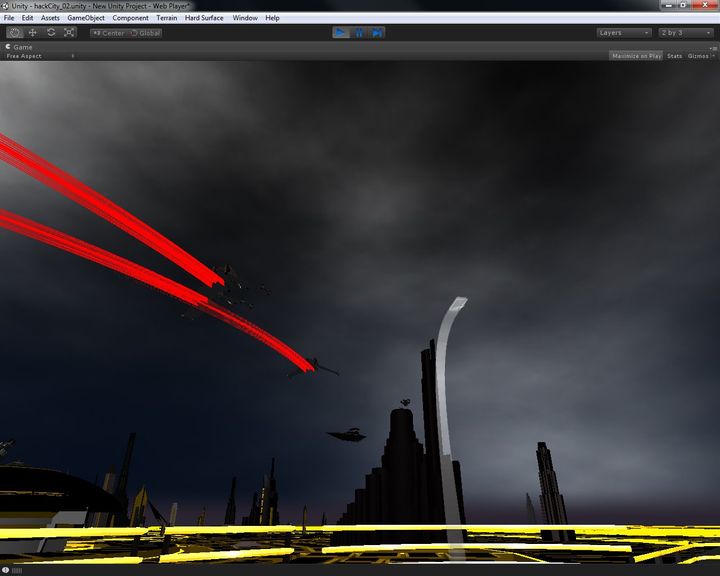 Unity - hackCity_02.unity - New Unity Project - Web Player*
File Edit Assets GameObject Component Terrain Hard Surface Window Help
Center Global Layers 2 by 3
Game
Free Aspect Maximize on Play Stats Gizmos